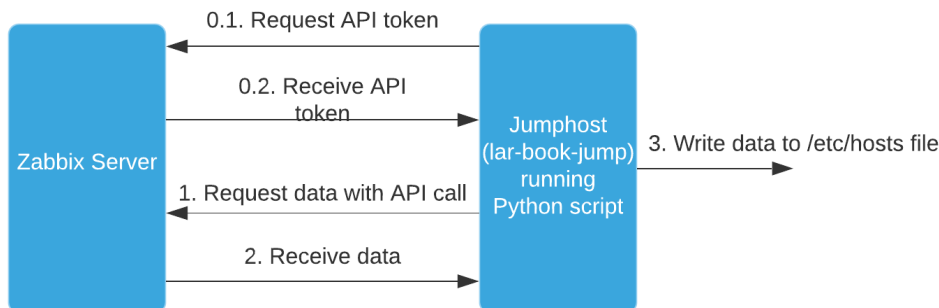 0.1. Request API token
0.2. Receive API
token
Zabbix Server
1. Request data with API call
2. Receive data
Jumphost
(lar-book-jump)
running
Python script
3. Write data to /etc/hosts file